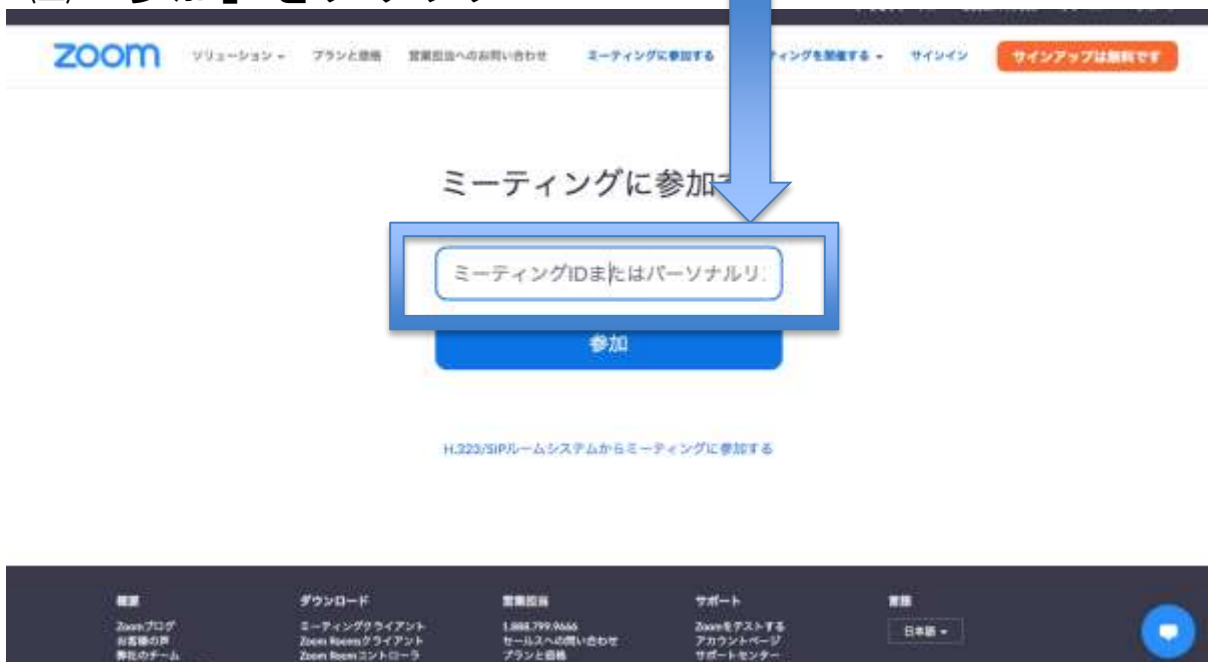 zoom ソリューション プランと価格 営業担当へのお問い合わせ ミーティングに参加する ティングを開催する サインイン サインアップは無料です
ミーティングに参加
ミーティングIDまたはパーソナルリ
参加
H.323/SIPルームシステムからミーティングに参加する
概要 ダウンロード 営業担当 サポート 言語
Zoomブログ ミーティングクライアント 1.888.799.9666 Zoomをテストする 日本語
お客様の声 Zoom Roomsクライアント セールスへの問い合わせ アカウントページ
弊社のチーム Zoom Roomコントローラ プランと価格 サポートセンター